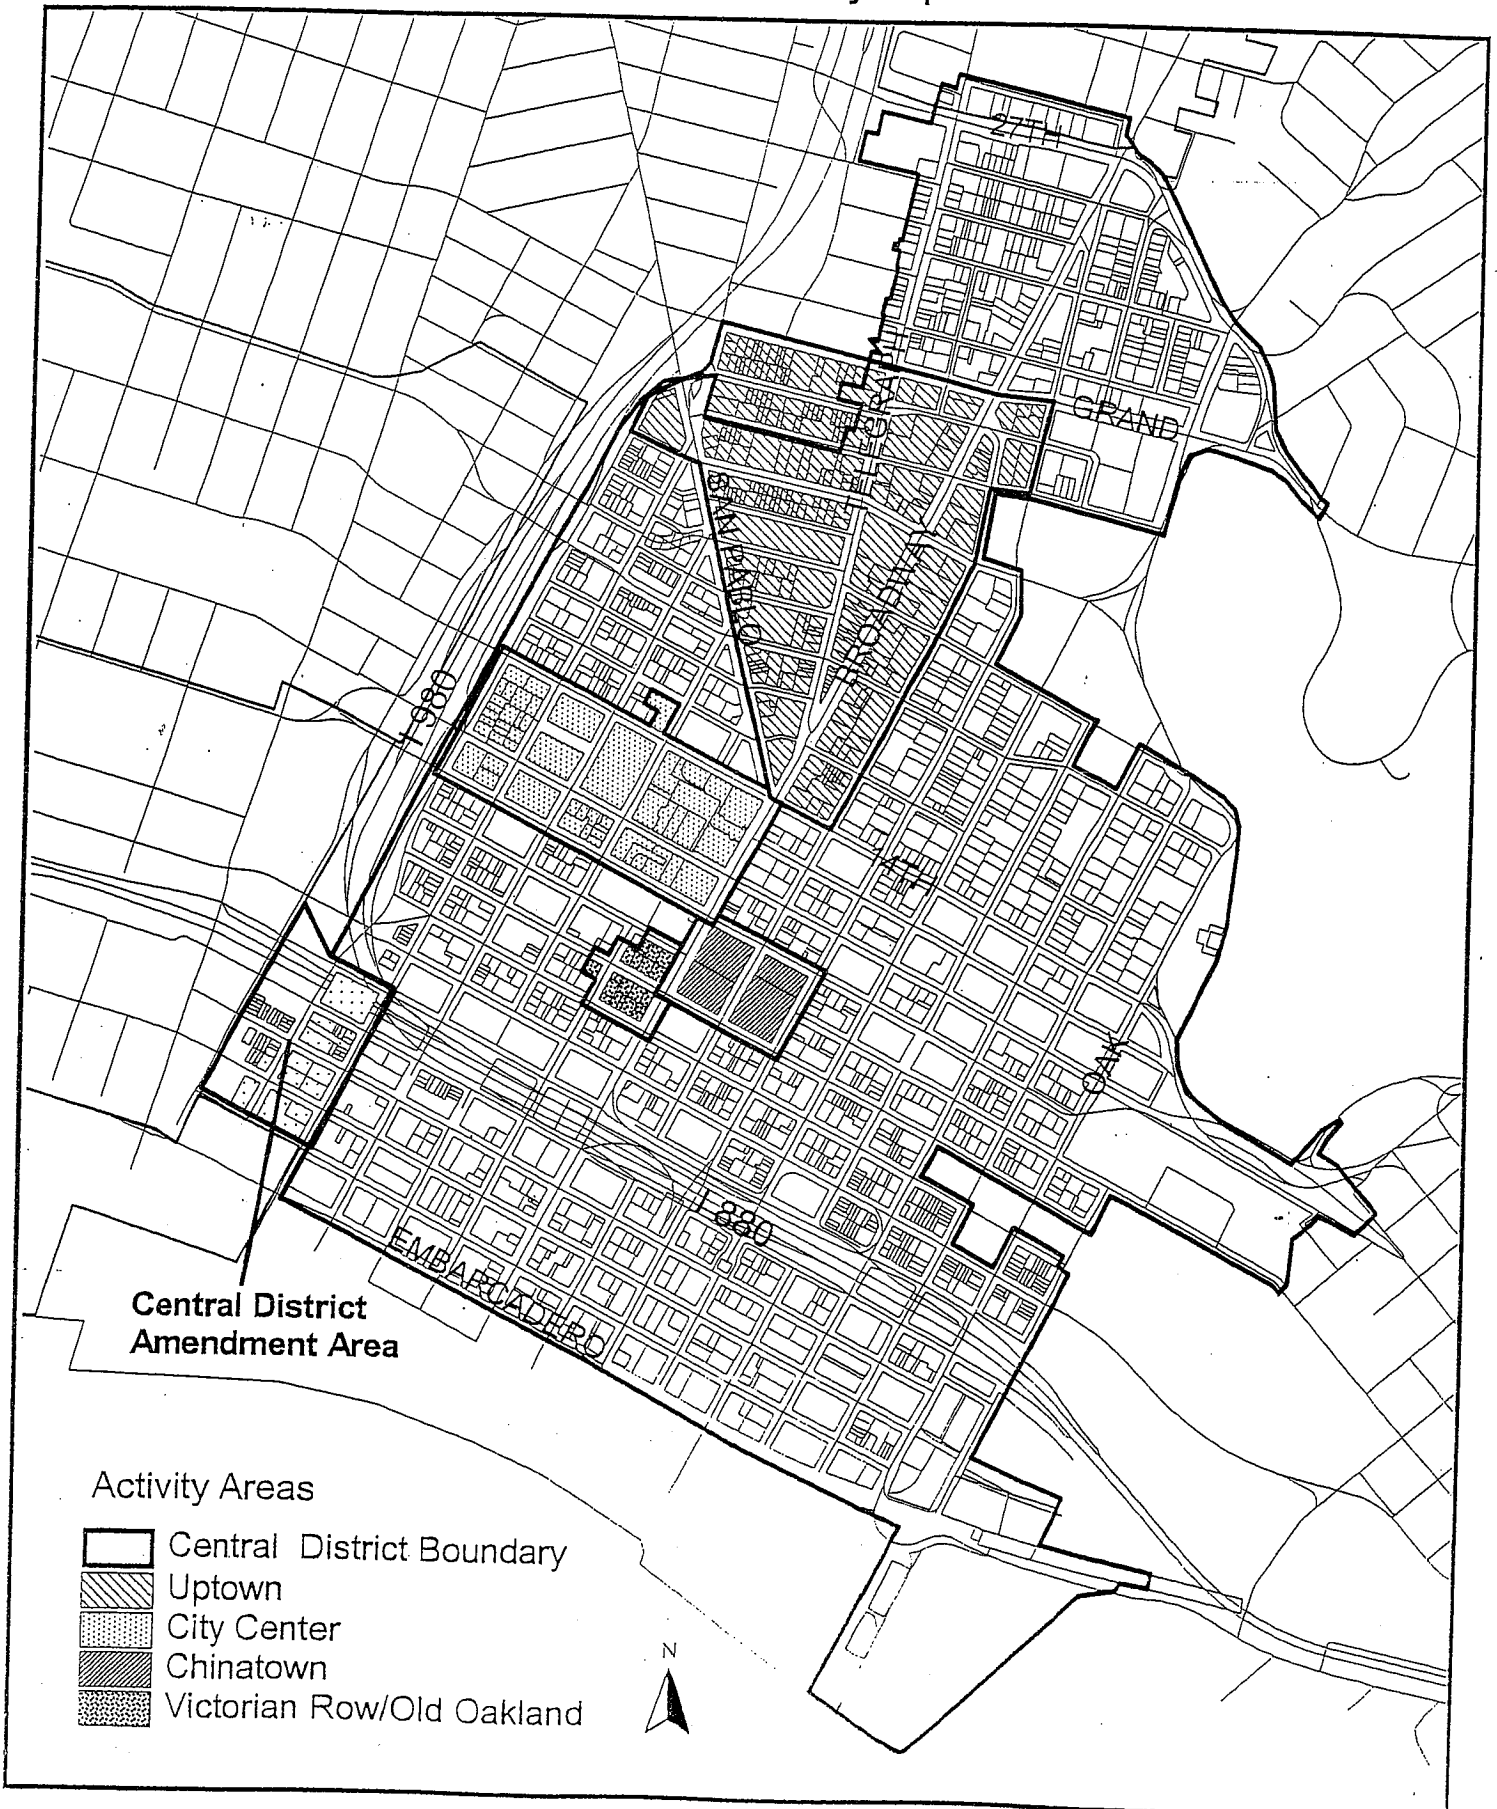 27TH
GRAND
TELEGRAPH
SAN PABLO
BROADWAY
I-980
14TH
OAK
I-880
EMBARCADERO
Central District
Amendment Area
Activity Areas
Central District Boundary
Uptown
City Center
Chinatown
Victorian Row/Old Oakland
N